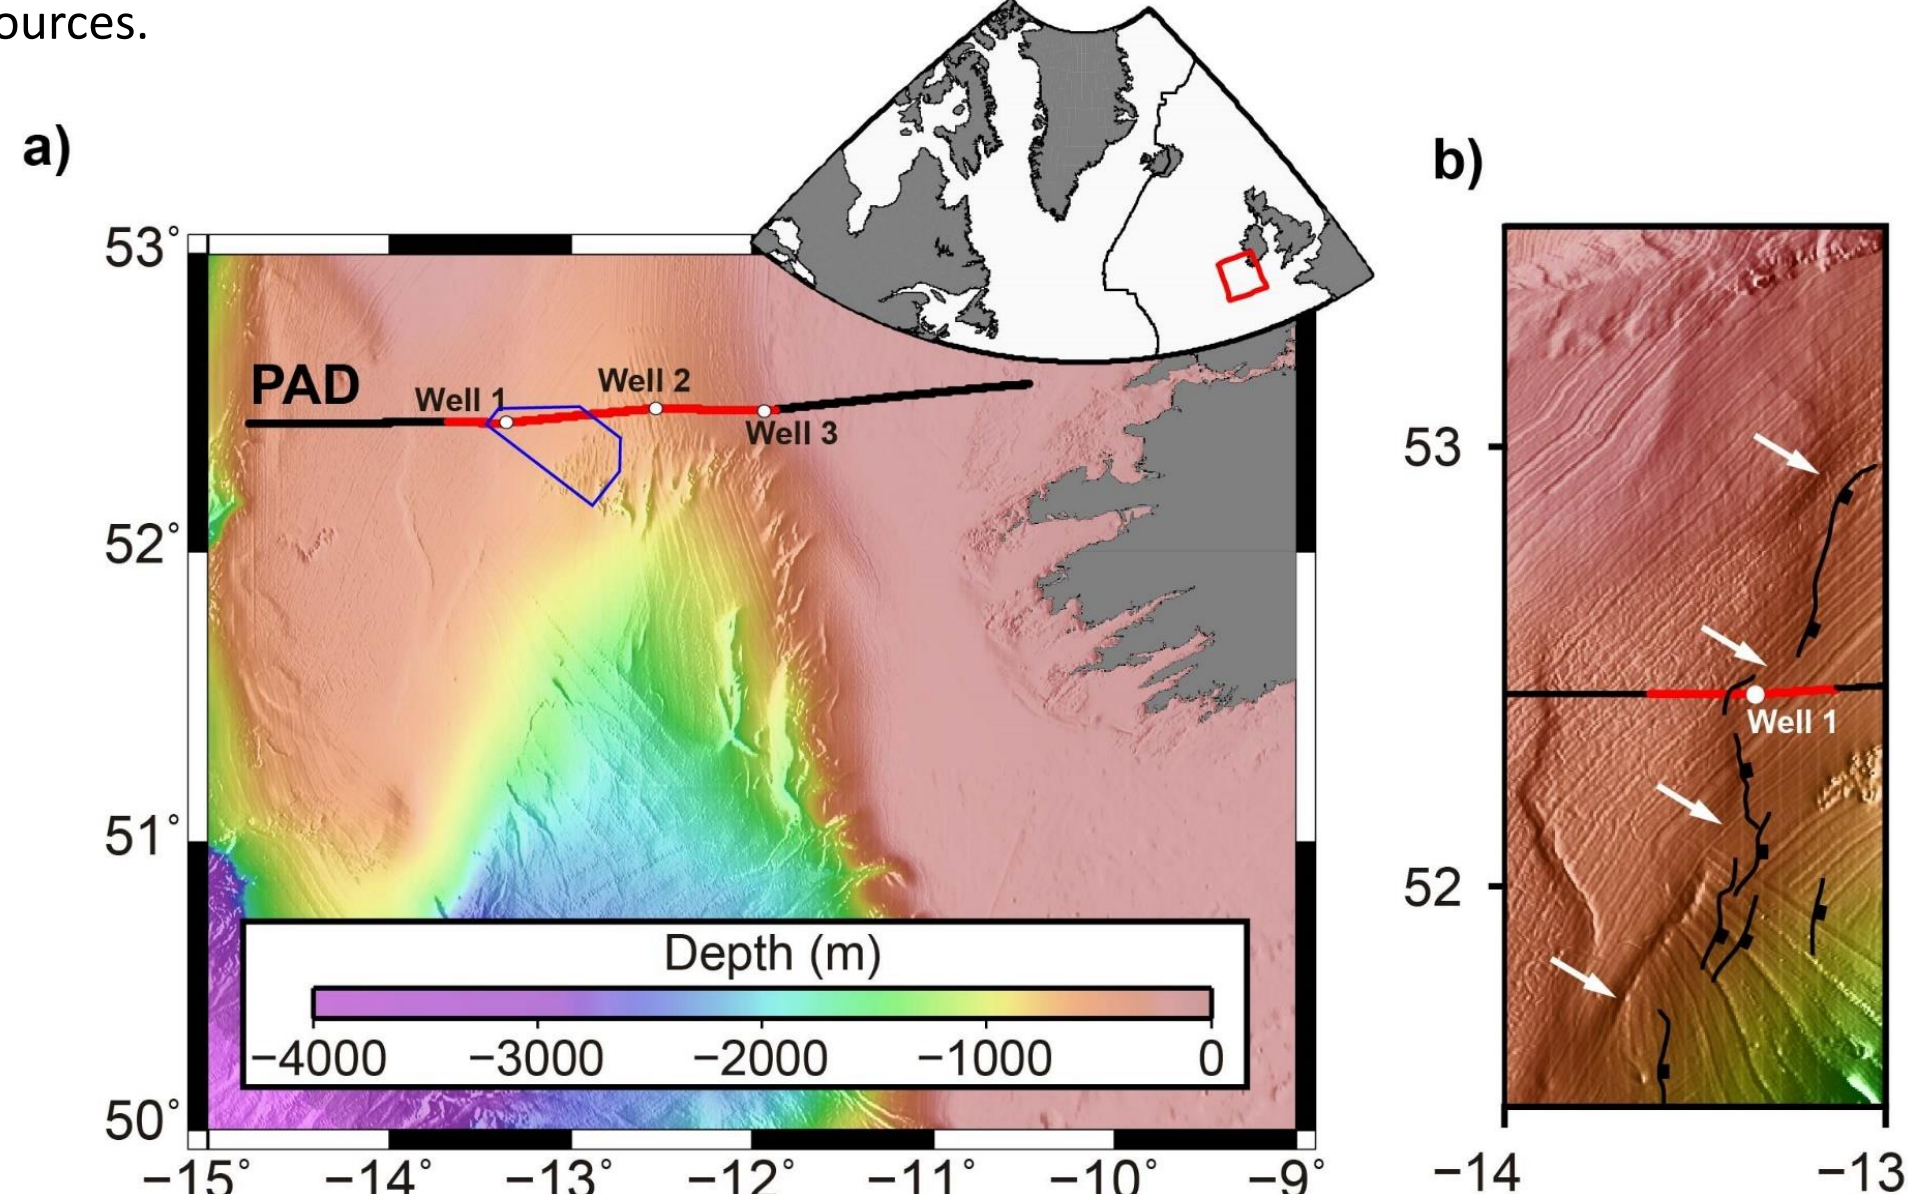 ources.
a)
b)
53°
PAD
Well 1
Well 2
Well 3
52°
51°
50°
Depth (m)
−4000 −3000 −2000 −1000 0
−15° −14° −13° −12° −11° −10° −9°
53
Well 1
52
−14 −13